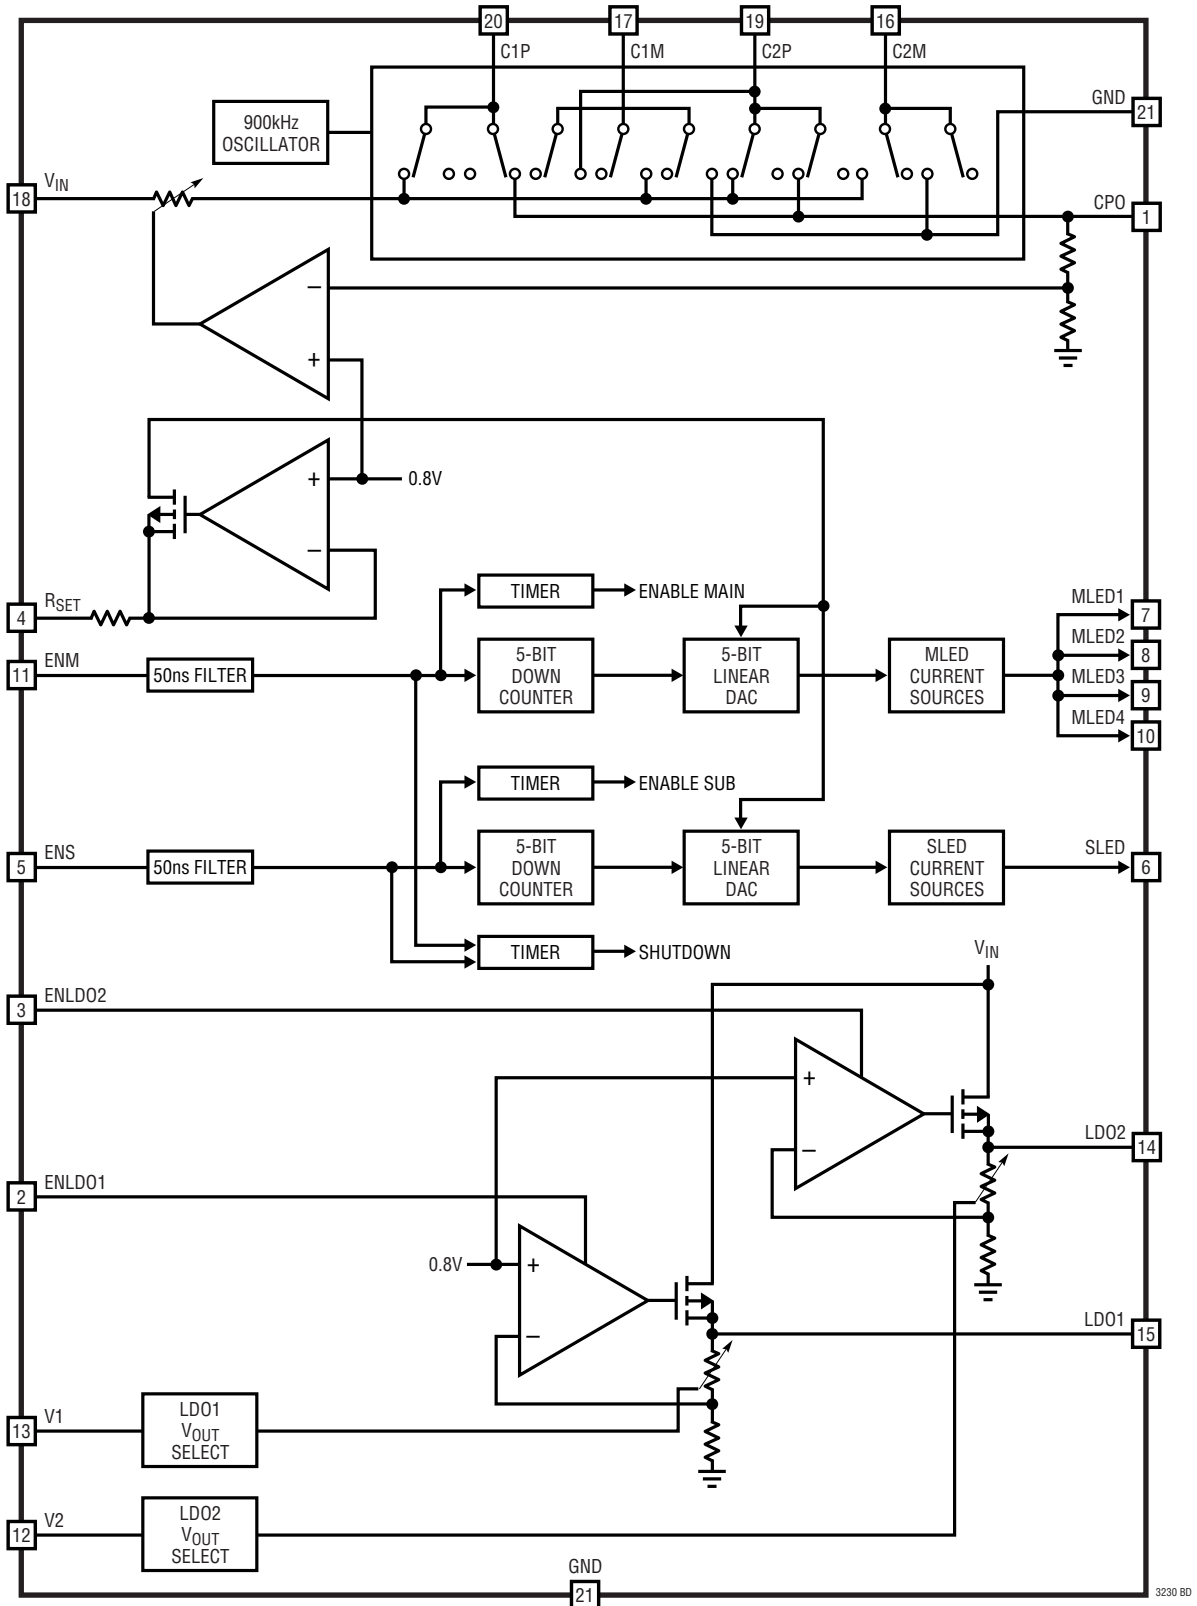 20 17 19 16
C1P C1M C2P C2M
GND
21
900kHz
OSCILLATOR
VIN
18
CPO
1
–
+
+
0.8V
–
RSET
4
TIMER
ENABLE MAIN
MLED1
7
MLED2
8
MLED3
9
MLED4
10
ENM
11
50ns FILTER
5-BIT
DOWN
COUNTER
5-BIT
LINEAR
DAC
MLED
CURRENT
SOURCES
TIMER
ENABLE SUB
ENS
5
50ns FILTER
5-BIT
DOWN
COUNTER
5-BIT
LINEAR
DAC
SLED
CURRENT
SOURCES
SLED
6
TIMER
SHUTDOWN
VIN
ENLDO2
3
+
–
LDO2
14
ENLDO1
2
0.8V
+
–
LDO1
15
V1
13
LDO1
VOUT
SELECT
V2
12
LDO2
VOUT
SELECT
GND
21
3230 BD